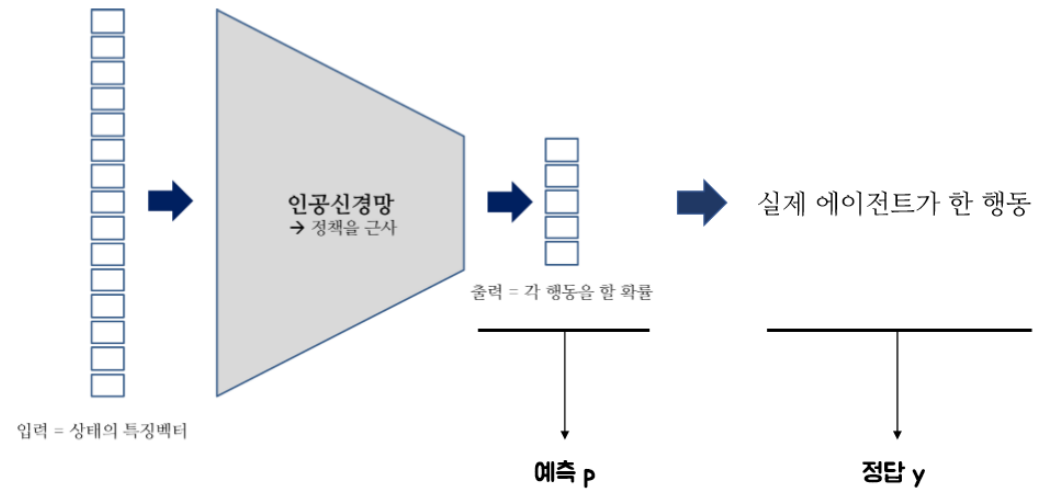 인공신경망
→ 정책을 근사
실제 에이전트가 한 행동
출력 = 각 행동을 할 확률
입력 = 상태의 특징벡터
예측 p
정답 y